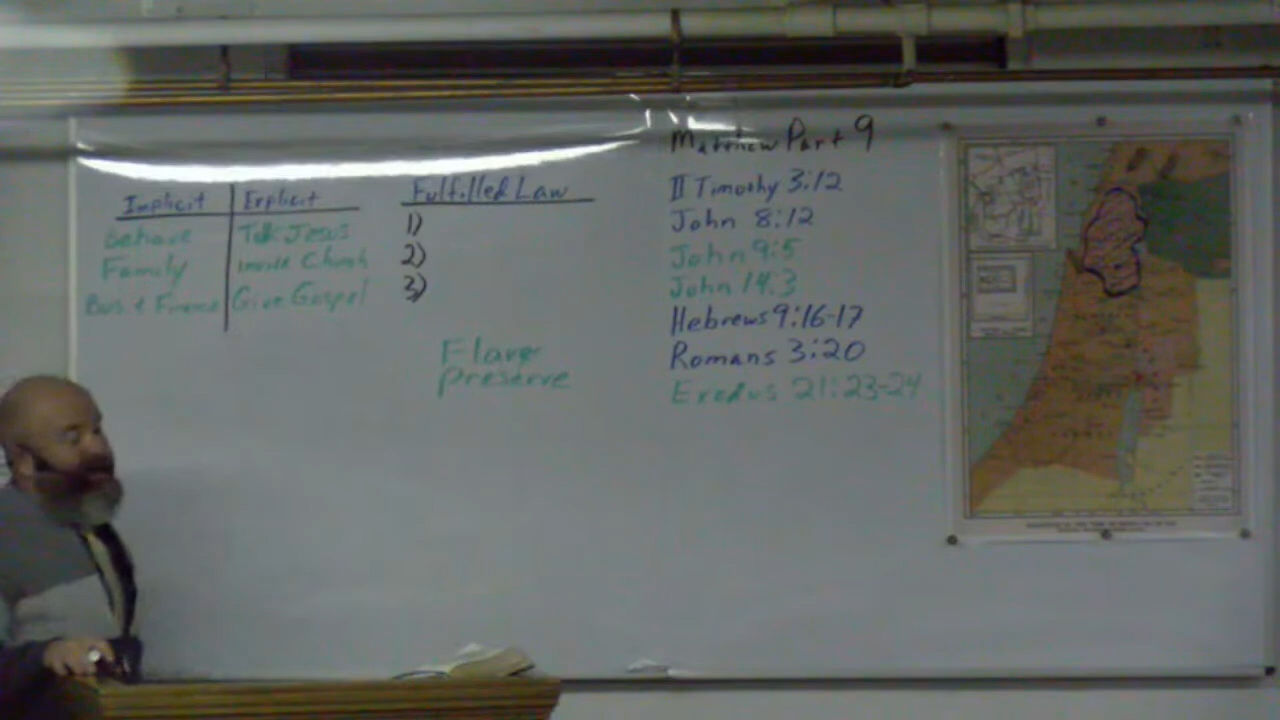 Implicit Explicit
Behave Talk Jesus
Family Invite Church
Bus. & Finance Give Gospel
Fulfilled Law
1)
2)
3)
Flavor
Preserve
Matthew Part 9
II Timothy 3:12
John 8:12
John 9:5
John 14:3
Hebrews 9:16-17
Romans 3:20
Exodus 21:23-24